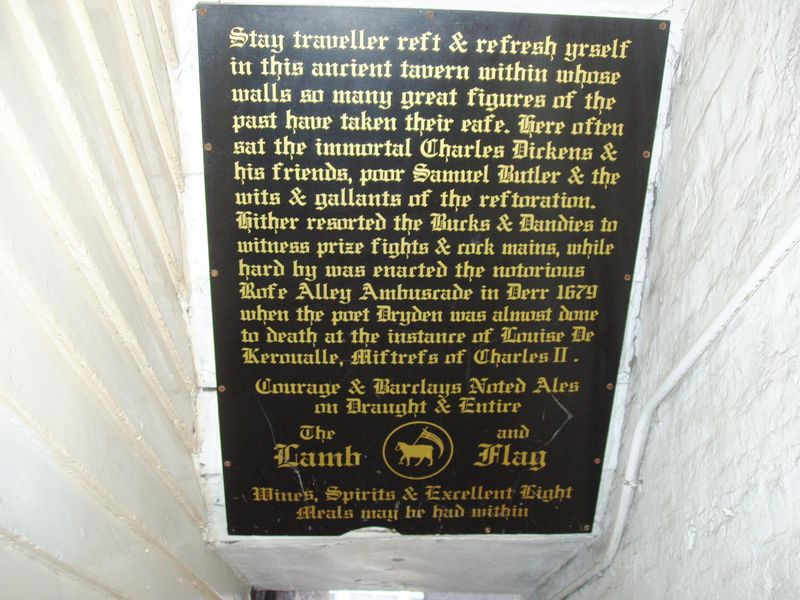 Stay traveller reft & refresh yrself
in this ancient tavern within whose
walls so many great figures of the
past have taken their eafe. Here often
sat the immortal Charles Dickens &
his friends, poor Samuel Butler & the
wits & gallants of the reftoration.
Hither resorted the Bucks & Dandies to
witness prize fights & cock mains, while
hard by was enacted the notorious
Rofe Alley Ambuscade in Derr 1679
when the poet Dryden was almost done
to death at the instance of Louise De
Keroualle, Miftrefs of Charles II.
Courage & Barclays Noted Ales
on Draught & Entire
The and
Lamb Flag
Wines, Spirits & Excellent Light
Meals may be had within